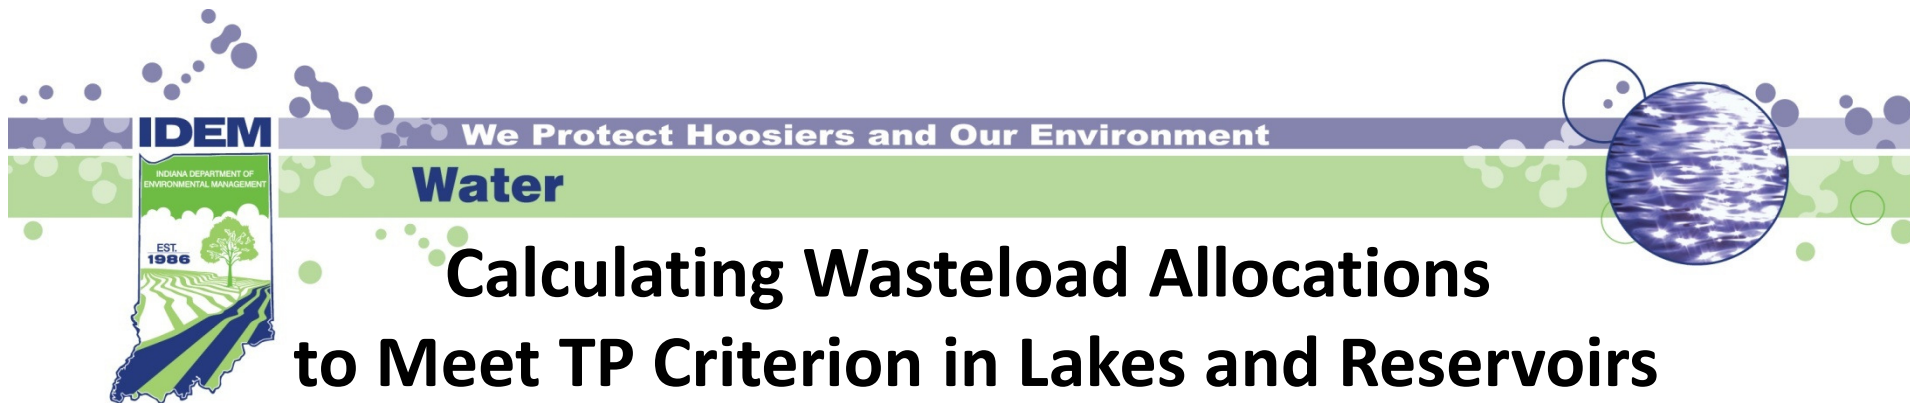 IDEM
We Protect Hoosiers and Our Environment
INDIANA DEPARTMENT OF
ENVIRONMENTAL MANAGEMENT
Water
EST.
1986
Calculating Wasteload Allocations
to Meet TP Criterion in Lakes and Reservoirs